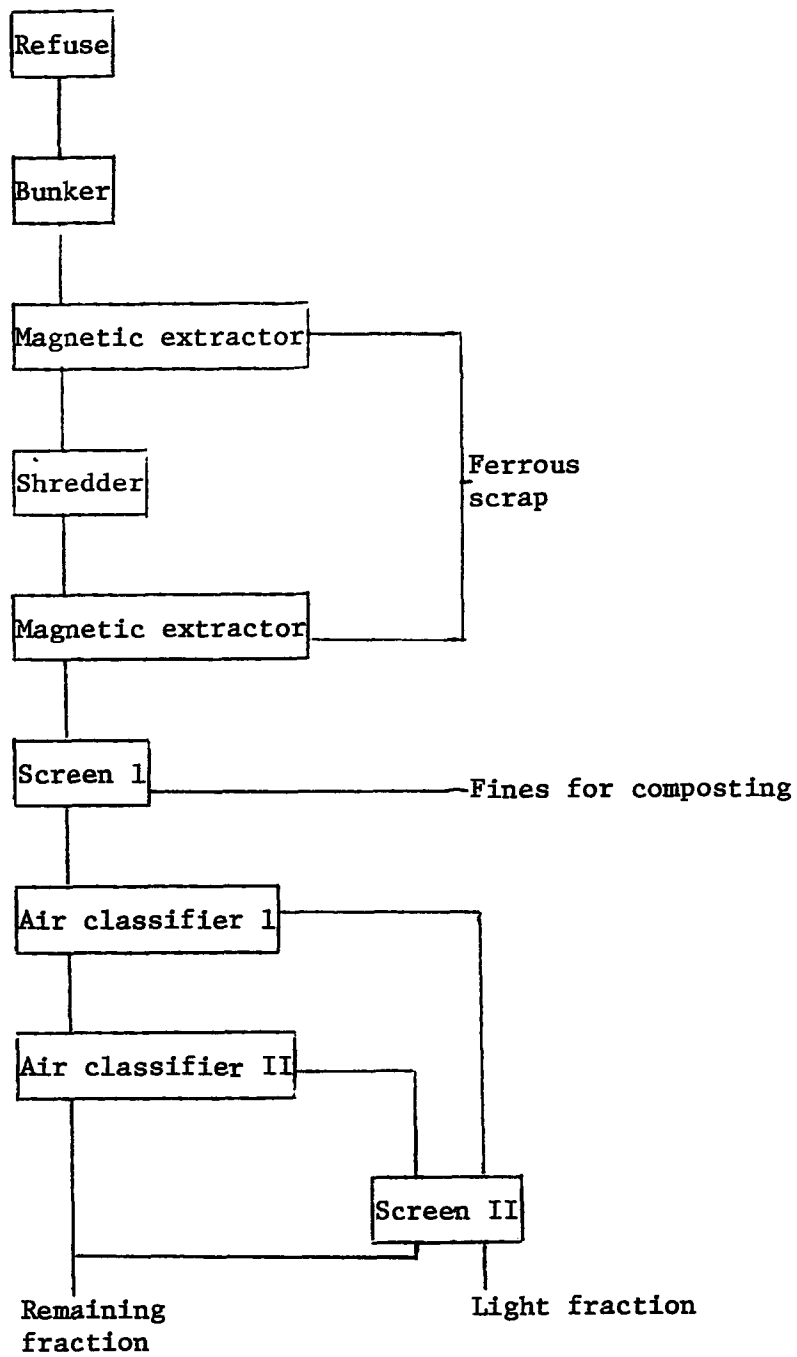 Refuse
Bunker
Magnetic extractor
Shredder
Ferrous
scrap
Magnetic extractor
Screen 1
Fines for composting
Air classifier 1
Air classifier II
Screen II
Remaining
fraction
Light fraction